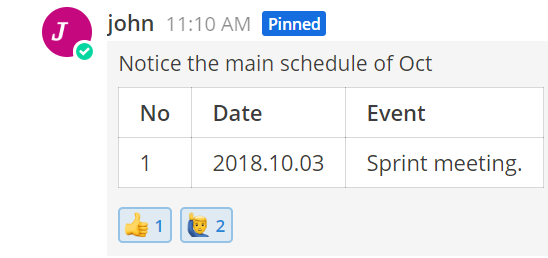 J
john 11:10 AM Pinned
Notice the main schedule of Oct
No Date Event
1 2018.10.03 Sprint meeting.
1 2